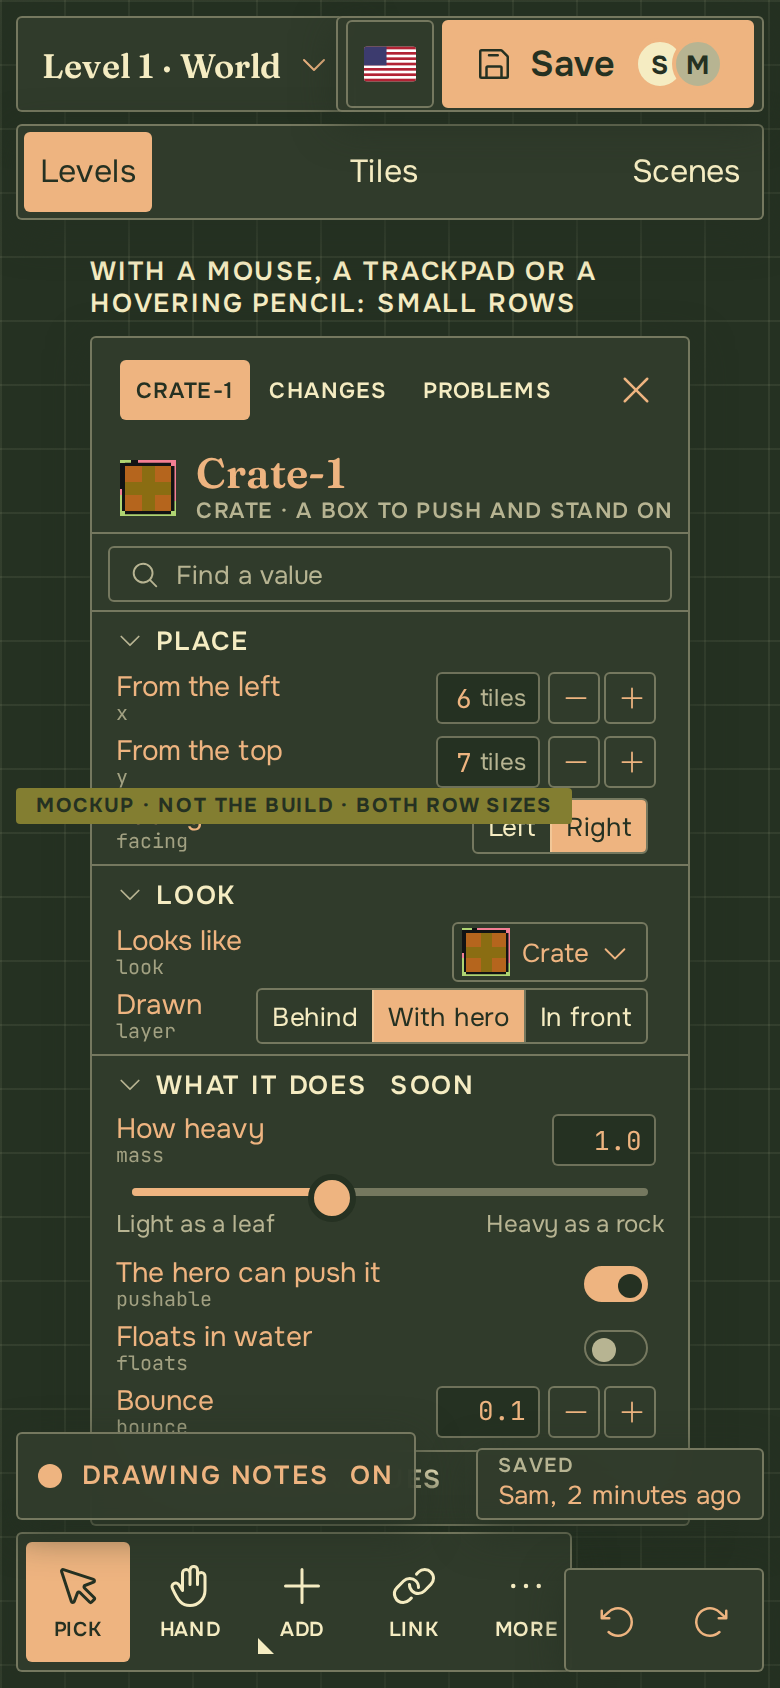 Level 1 · World
Save
S
M
Levels
Tiles
Scenes
WITH A MOUSE, A TRACKPAD OR A
HOVERING PENCIL: SMALL ROWS
CRATE-1
CHANGES
PROBLEMS
Crate-1
CRATE · A BOX TO PUSH AND STAND ON
Find a value
PLACE
From the left
6 tiles
x
From the top
7 tiles
y
MOCKUP · NOT THE BUILD · BOTH ROW SIZES
Left
Right
facing
LOOK
Looks like
Crate
look
Drawn
Behind
With hero
In front
layer
WHAT IT DOES SOON
How heavy
1.0
mass
Light as a leaf
Heavy as a rock
The hero can push it
pushable
Floats in water
floats
Bounce
0.1
bounce
DRAWING NOTES ON
SAVED
Sam, 2 minutes ago
PICK
HAND
ADD
LINK
MORE